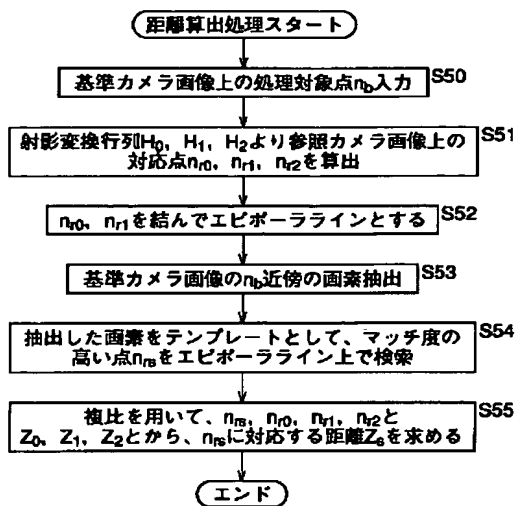 距離算出処理スタート
基準カメラ画像上の処理対象点nb入力
S50
射影変換行列H0, H1, H2より参照カメラ画像上の
対応点nr0, nr1, nr2を算出
S51
nr0, nr1を結んでエピポーララインとする
S52
基準カメラ画像のnb近傍の画素抽出
S53
抽出した画素をテンプレートとして、マッチ度の
高い点nrsをエピポーラライン上で検索
S54
複比を用いて、nrs, nr0, nr1, nr2と
Z0, Z1, Z2とから、nrsに対応する距離Zsを求める
S55
エンド